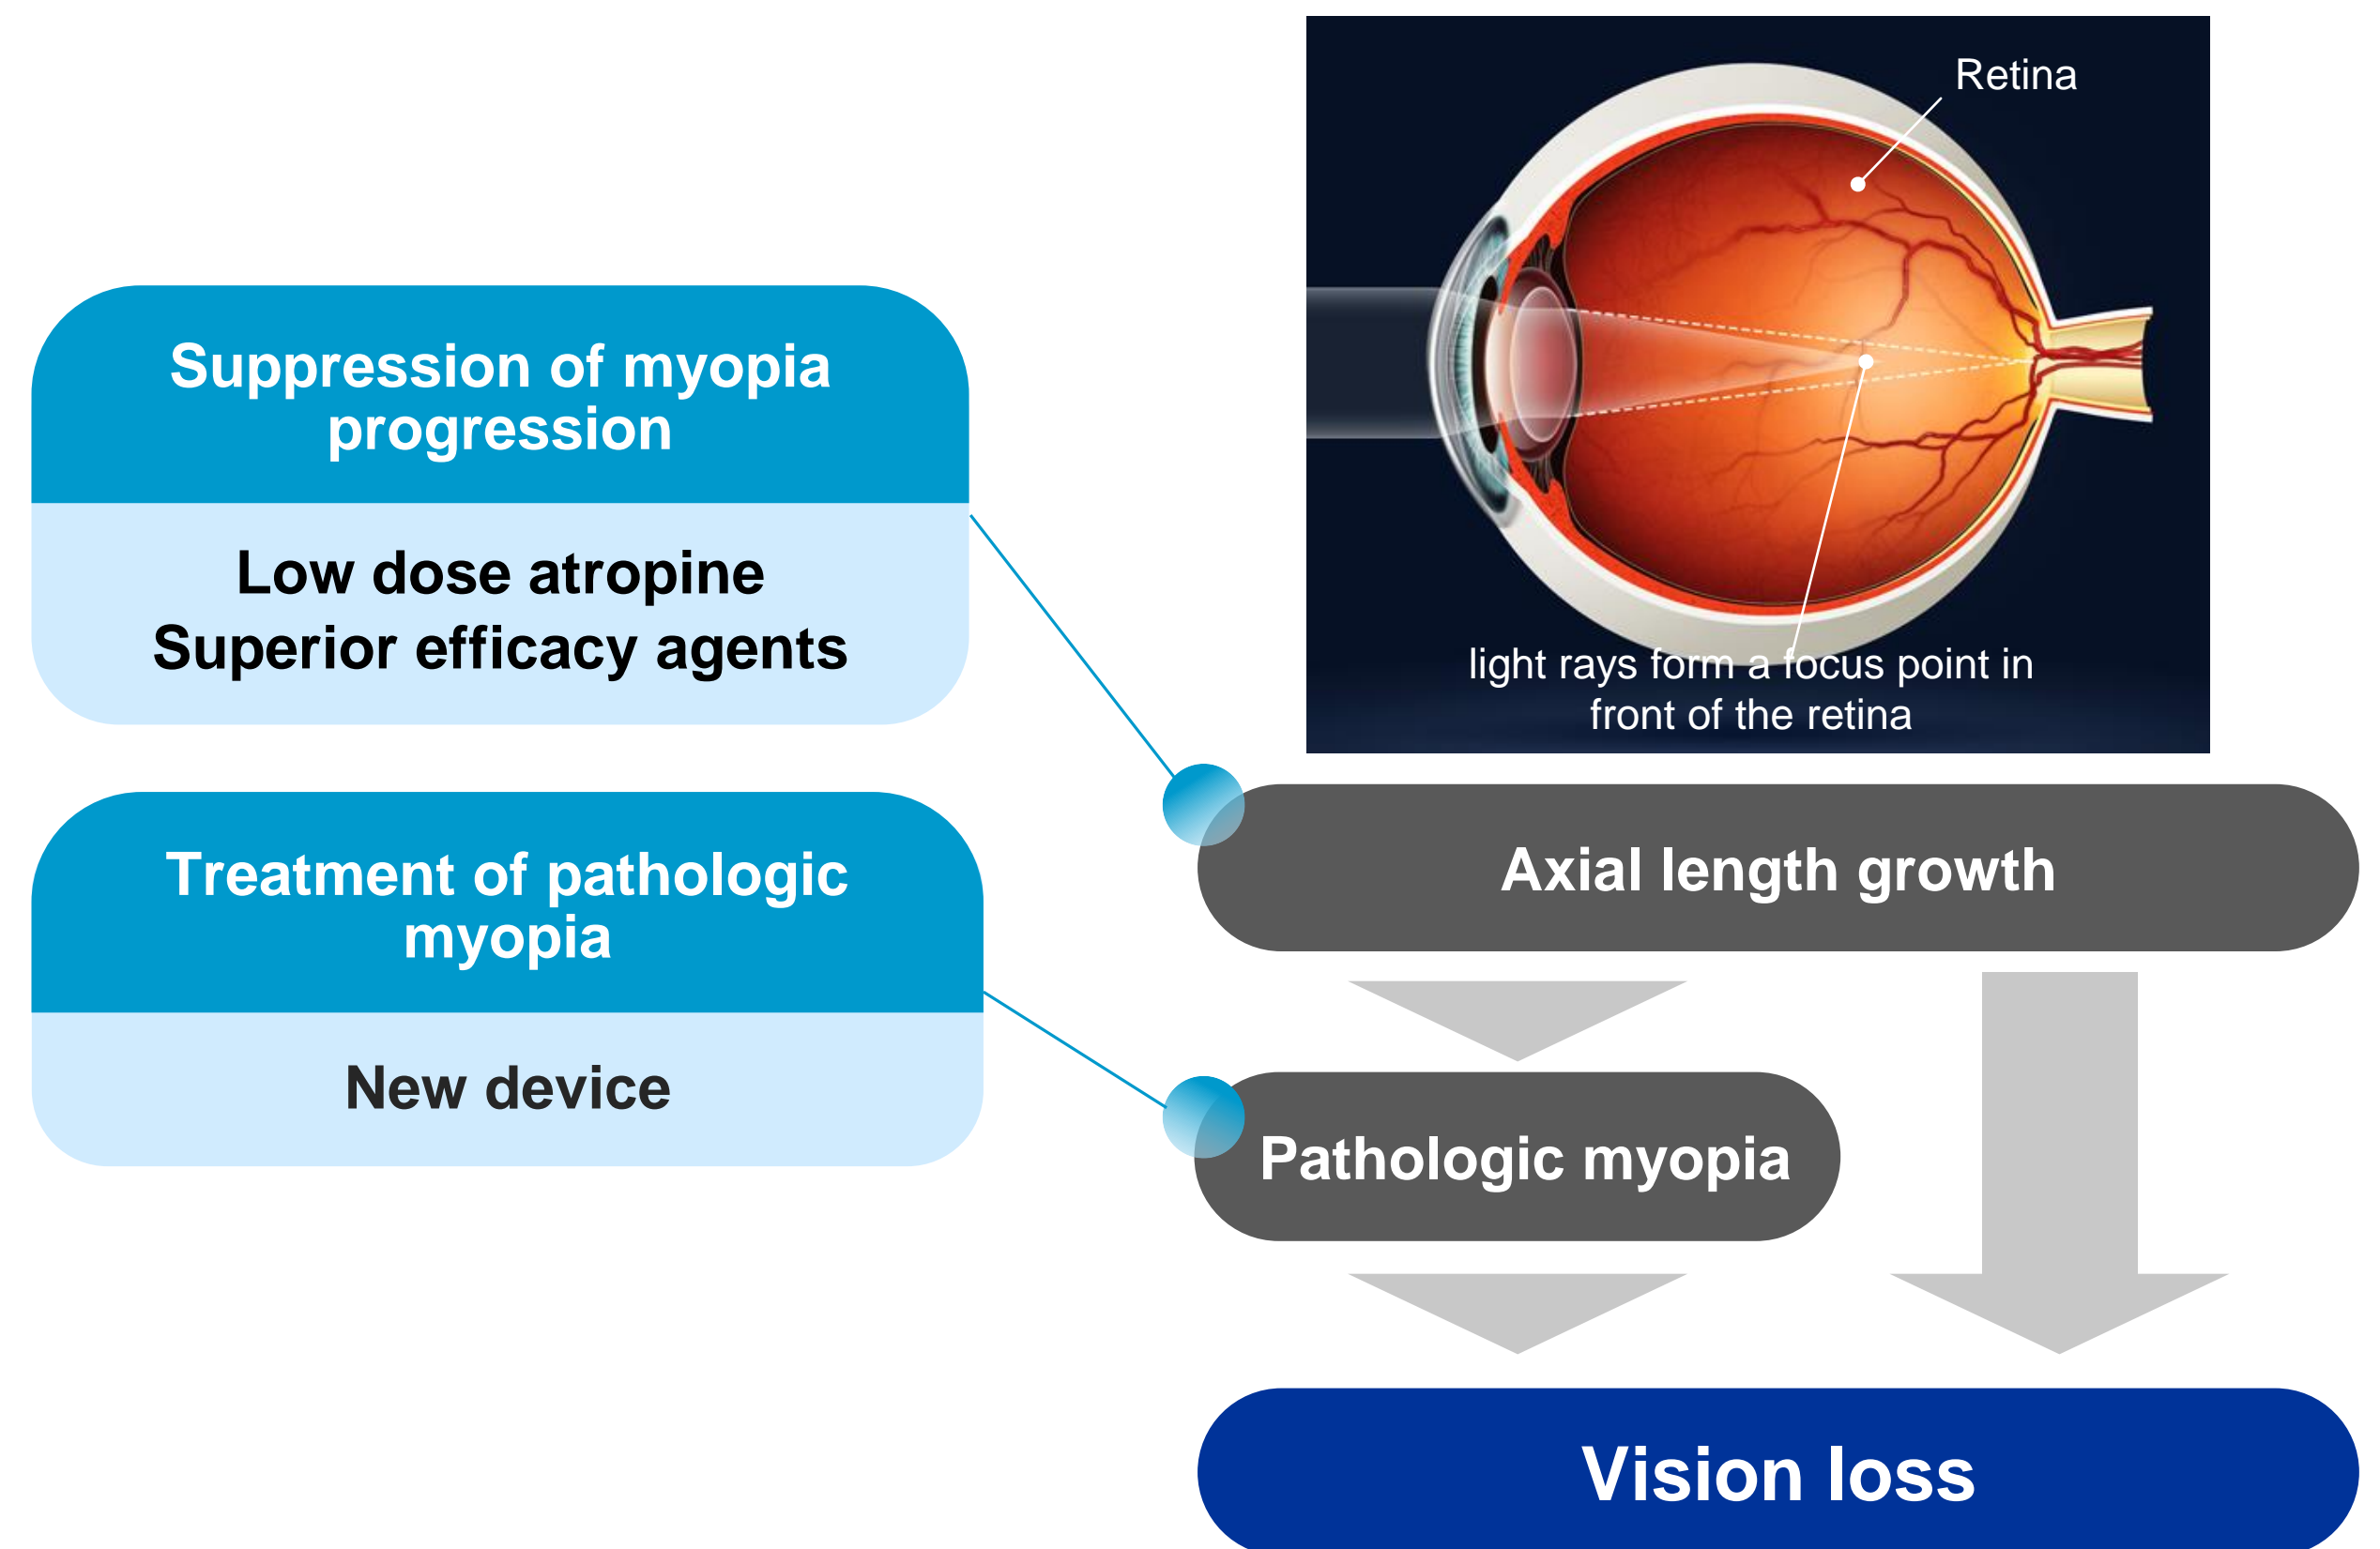 Retina
light rays form a focus point in
front of the retina
Suppression of myopia
progression
Low dose atropine
Superior efficacy agents
Treatment of pathologic
myopia
New device
Axial length growth
Pathologic myopia
Vision loss